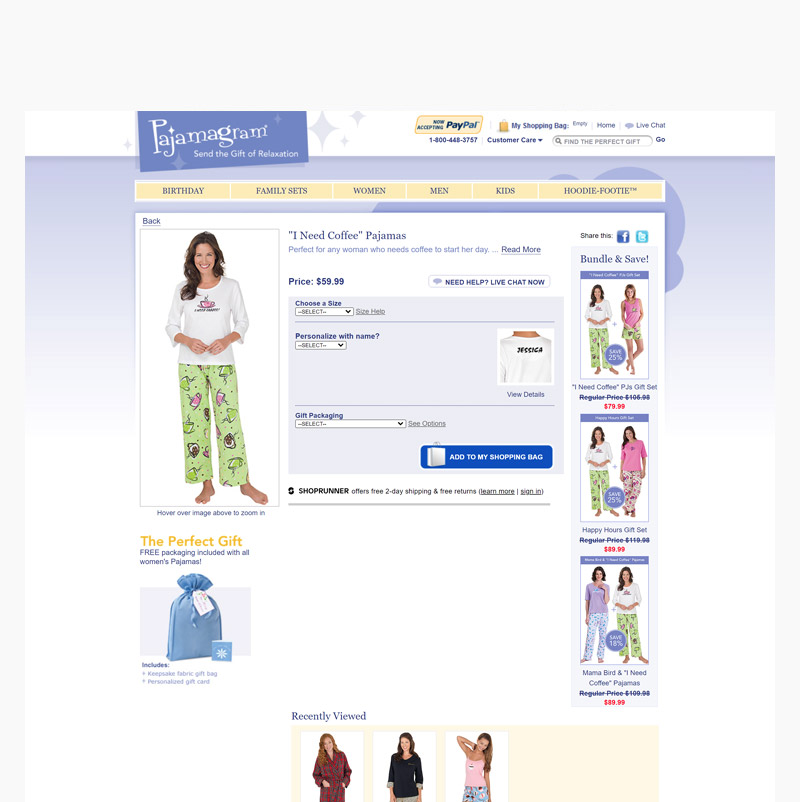 Pajamagram
Send the Gift of Relaxation
NOW ACCEPTING PayPal
My Shopping Bag: Empty
Home
Live Chat
1-800-448-3757
Customer Care
FIND THE PERFECT GIFT
Go
BIRTHDAY
FAMILY SETS
WOMEN
MEN
KIDS
HOODIE-FOOTIE™
Back
"I Need Coffee" Pajamas
Perfect for any woman who needs coffee to start her day. ... Read More
Share this:
Price: $59.99
NEED HELP? LIVE CHAT NOW
Choose a Size
--SELECT-- Size Help
Personalize with name?
--SELECT--
JESSICA
View Details
Gift Packaging
--SELECT-- See Options
ADD TO MY SHOPPING BAG
SHOPRUNNER offers free 2-day shipping & free returns (learn more | sign in)
I NEED COFFEE!
Hover over image above to zoom in
The Perfect Gift
FREE packaging included with all
women's Pajamas!
Includes:
+ Keepsake fabric gift bag
+ Personalized gift card
Bundle & Save!
"I Need Coffee" PJs Gift Set
SAVE
25%
"I Need Coffee" PJs Gift Set
Regular Price $105.98
$79.99
Happy Hours Gift Set
SAVE
25%
Happy Hours Gift Set
Regular Price $119.98
$89.99
Mama Bird & "I Need Coffee" Pajamas
SAVE
18%
Mama Bird & "I Need
Coffee" Pajamas
Regular Price $109.98
$89.99
Recently Viewed